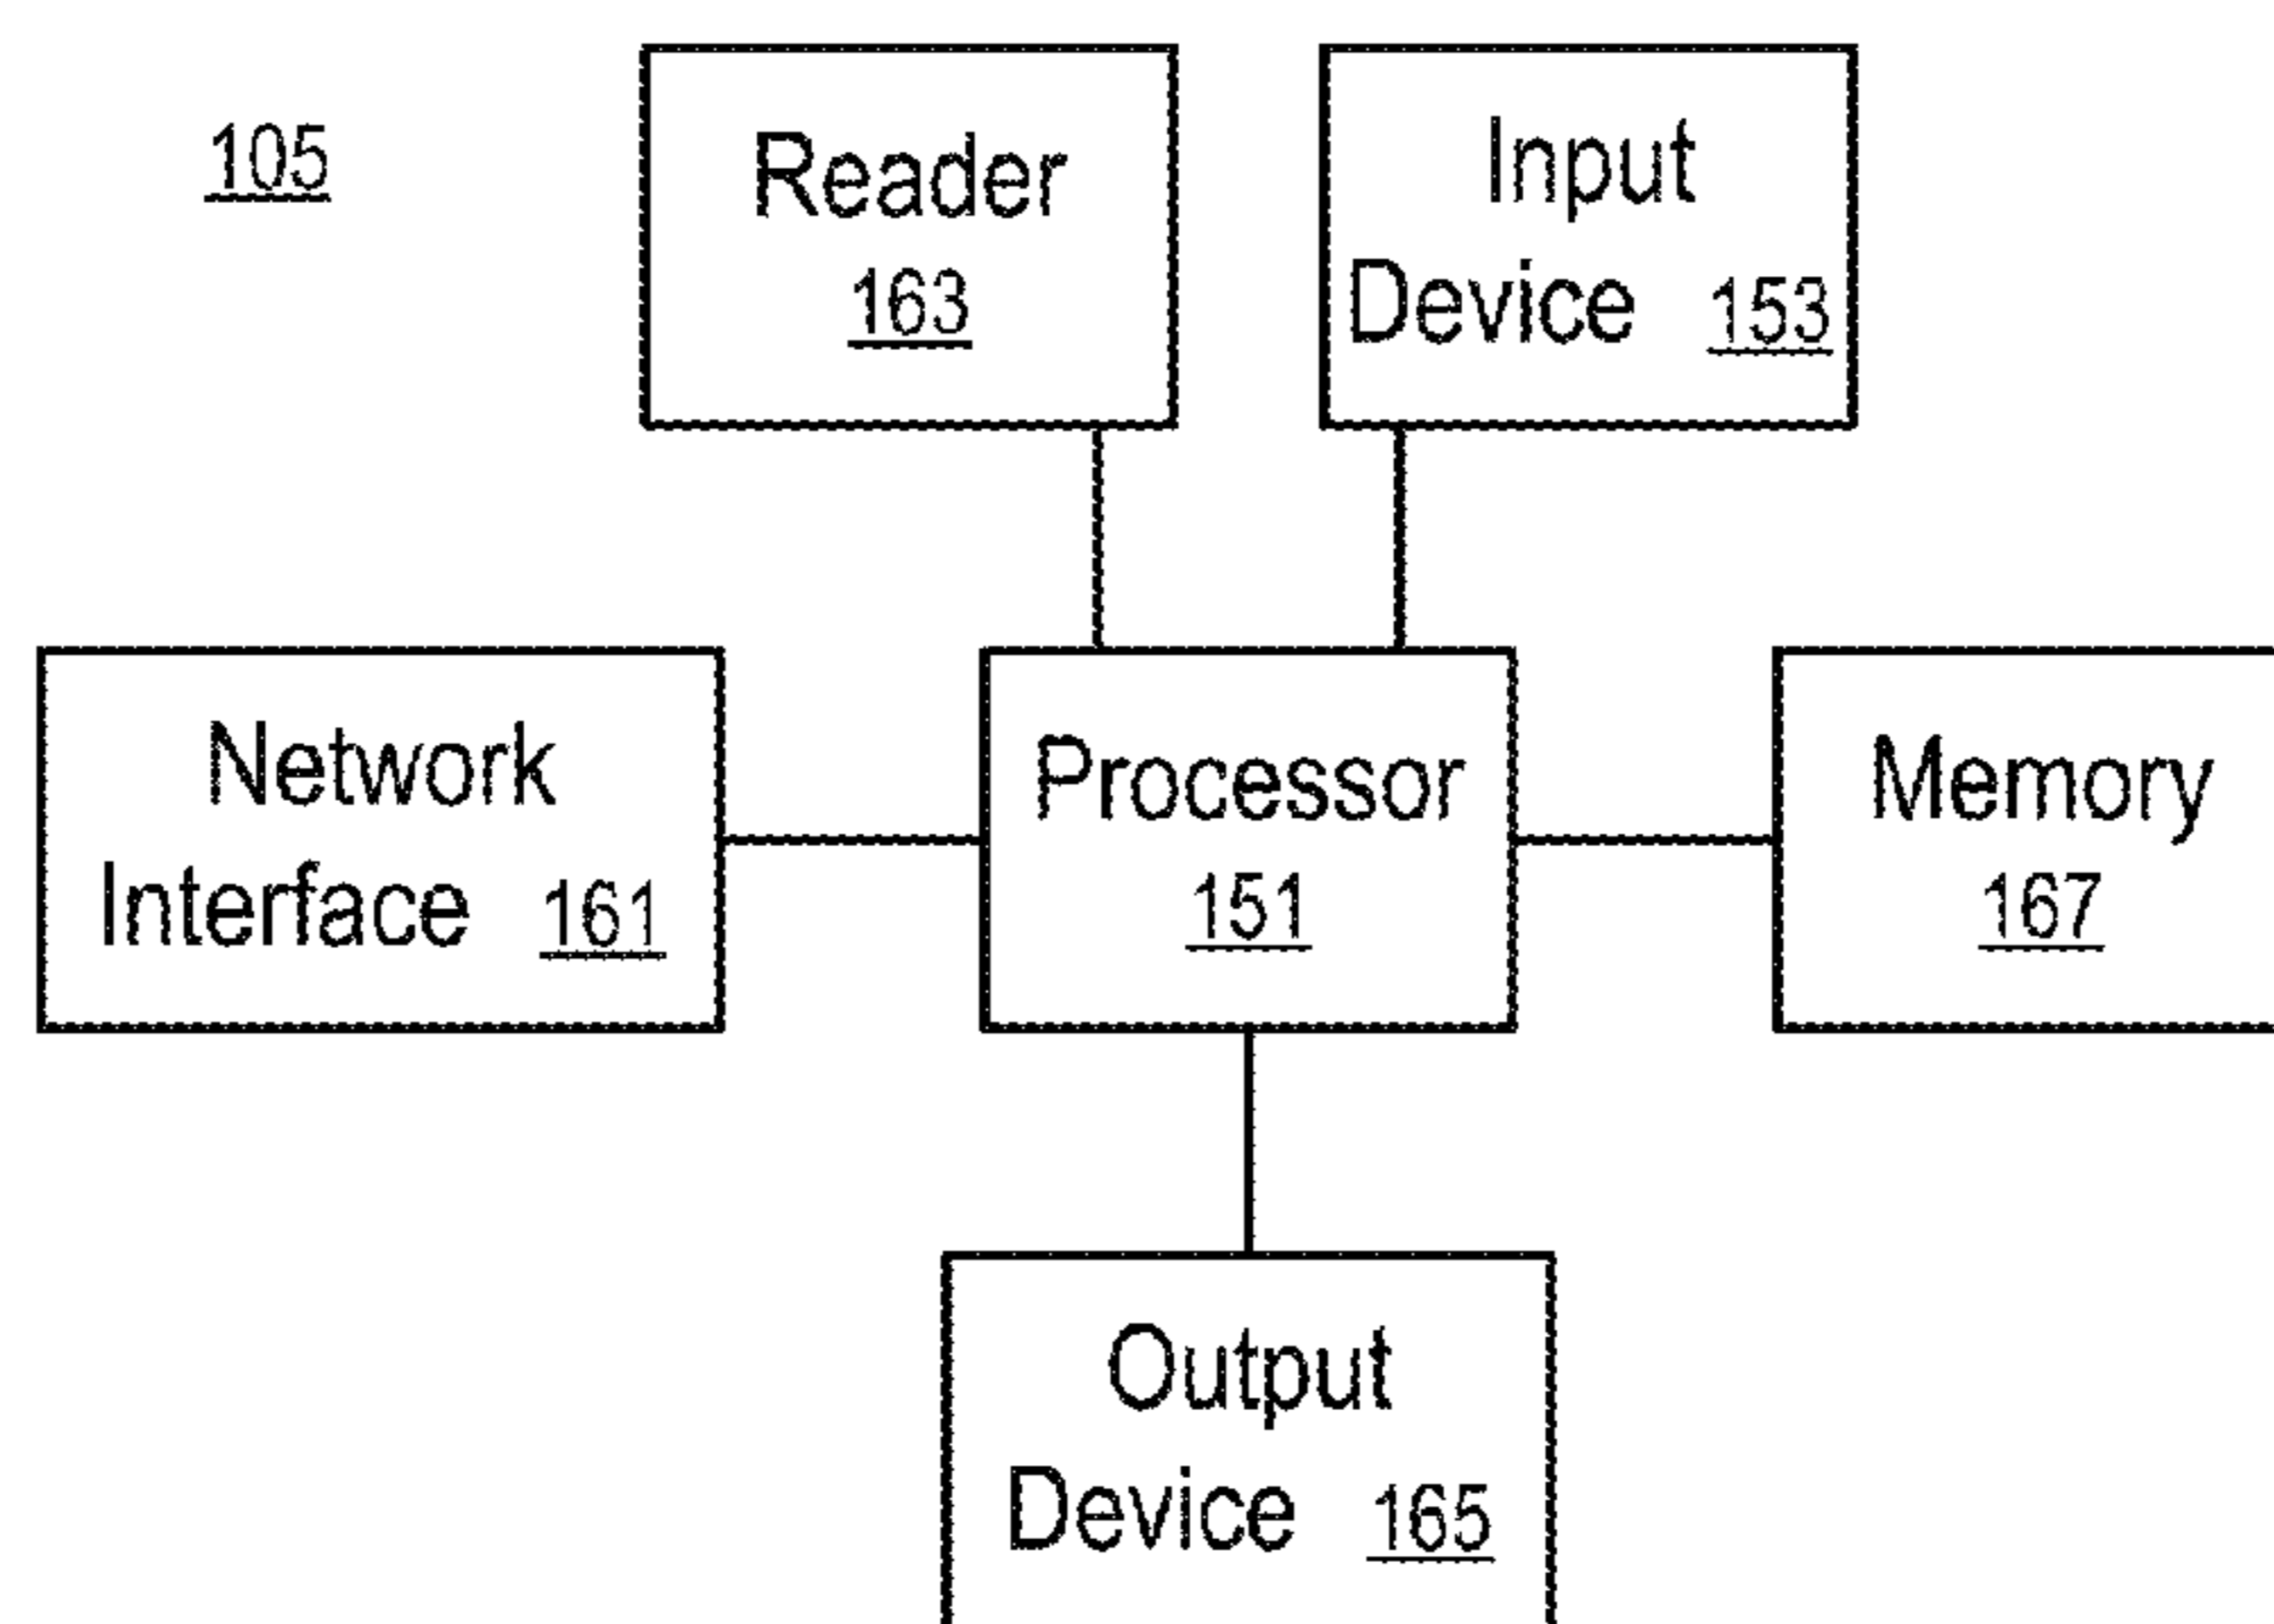 105
Reader
163
Input
Device 153
Network
Interface 161
Processor
151
Memory
167
Output
Device 165